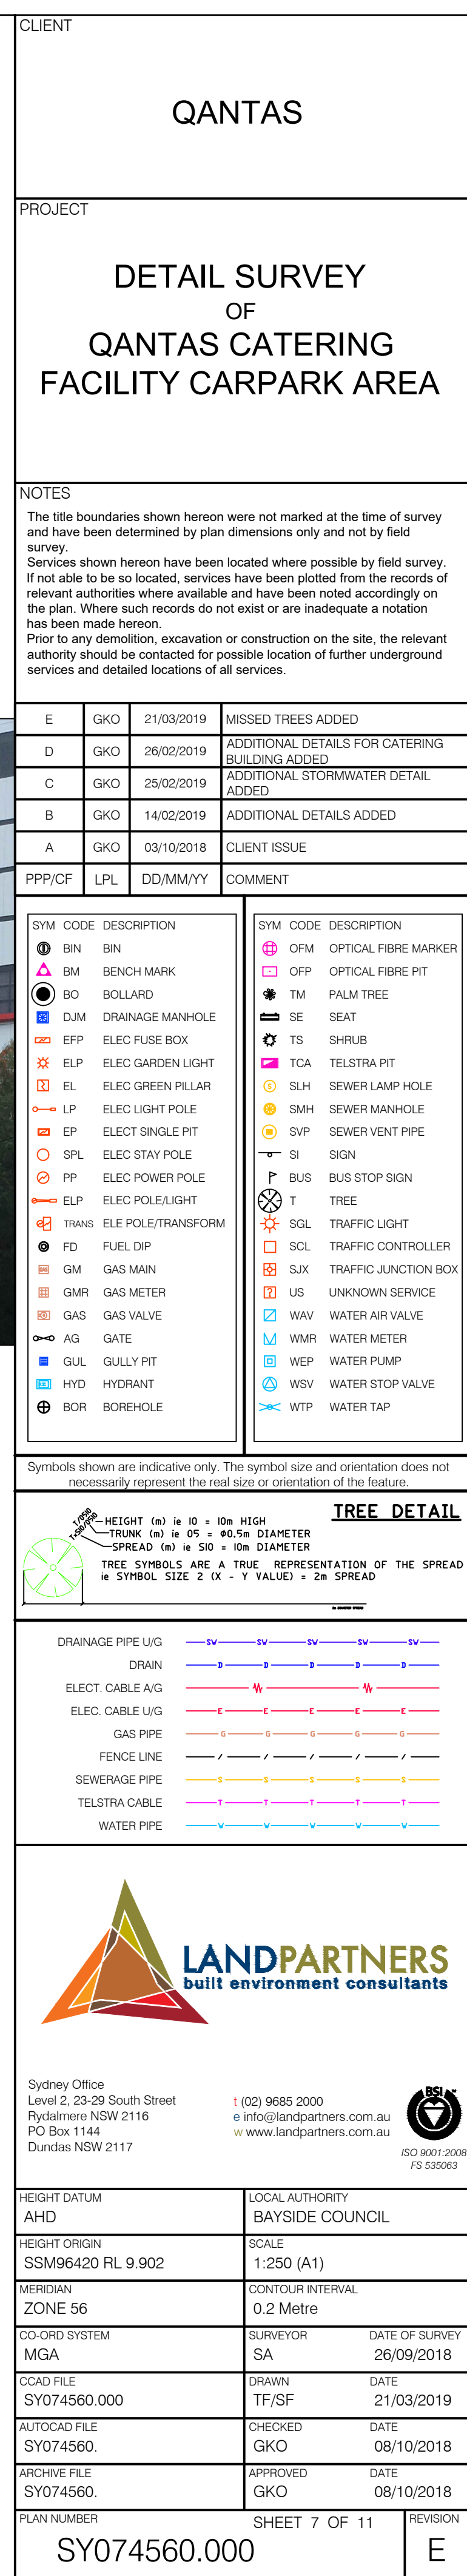 CLIENT
QANTAS
PROJECT
DETAIL SURVEY
OF
QANTAS CATERING
FACILITY CARPARK AREA
NOTES
The title boundaries shown hereon were not marked at the time of survey
and have been determined by plan dimensions only and not by field
survey.
Services shown hereon have been located where possible by field survey.
If not able to be so located, services have been plotted from the records of
relevant authorities where available and have been noted accordingly on
the plan. Where such records do not exist or are inadequate a notation
has been made hereon.
Prior to any demolition, excavation or construction on the site, the relevant
authority should be contacted for possible location of further underground
services and detailed locations of all services.
E GKO 21/03/2019 MISSED TREES ADDED
D GKO 26/02/2019 ADDITIONAL DETAILS FOR CATERING
BUILDING ADDED
C GKO 25/02/2019 ADDITIONAL STORMWATER DETAIL
ADDED
B GKO 14/02/2019 ADDITIONAL DETAILS ADDED
A GKO 03/10/2018 CLIENT ISSUE
PPP/CF LPL DD/MM/YY COMMENT
SYM CODE DESCRIPTION
BIN BIN
BM BENCH MARK
BO BOLLARD
DJM DRAINAGE MANHOLE
EFP ELEC FUSE BOX
ELP ELEC GARDEN LIGHT
EL ELEC GREEN PILLAR
LP ELEC LIGHT POLE
EP ELECT SINGLE PIT
SPL ELEC STAY POLE
PP ELEC POWER POLE
ELP ELEC POLE/LIGHT
TRANS ELE POLE/TRANSFORM
FD FUEL DIP
GM GAS MAIN
GMR GAS METER
GAS GAS VALVE
AG GATE
GUL GULLY PIT
HYD HYDRANT
BOR BOREHOLE
SYM CODE DESCRIPTION
OFM OPTICAL FIBRE MARKER
OFP OPTICAL FIBRE PIT
TM PALM TREE
SE SEAT
TS SHRUB
TCA TELSTRA PIT
S SLH SEWER LAMP HOLE
SMH SEWER MANHOLE
SVP SEWER VENT PIPE
SI SIGN
BUS BUS STOP SIGN
T TREE
SGL TRAFFIC LIGHT
SCL TRAFFIC CONTROLLER
SJX TRAFFIC JUNCTION BOX
? US UNKNOWN SERVICE
WAV WATER AIR VALVE
WMR WATER METER
WEP WATER PUMP
WSV WATER STOP VALVE
WTP WATER TAP
Symbols shown are indicative only. The symbol size and orientation does not
necessarily represent the real size or orientation of the feature.
TREE DETAIL
T/0510
T+S10/0510
HEIGHT (m) ie 10 = 10m HIGH
TRUNK (m) ie 05 = Φ0.5m DIAMETER
SPREAD (m) ie S10 = 10m DIAMETER
TREE SYMBOLS ARE A TRUE REPRESENTATION OF THE SPREAD
ie SYMBOL SIZE 2 (X - Y VALUE) = 2m SPREAD
DRAINAGE PIPE U/G SW SW SW SW SW
DRAIN D D D D D
ELECT. CABLE A/G
ELEC. CABLE U/G E E E E E
GAS PIPE G G G G G
FENCE LINE / / / / /
SEWERAGE PIPE S S S S S
TELSTRA CABLE T T T T T
WATER PIPE W W W W W
LANDPARTNERS
built environment consultants
Sydney Office
Level 2, 23-29 South Street
Rydalmere NSW 2116
PO Box 1144
Dundas NSW 2117
t (02) 9685 2000
e info@landpartners.com.au
w www.landpartners.com.au
BSI
ISO 9001:2008
FS 535063
HEIGHT DATUM
AHD
LOCAL AUTHORITY
BAYSIDE COUNCIL
HEIGHT ORIGIN
SSM96420 RL 9.902
SCALE
1:250 (A1)
MERIDIAN
ZONE 56
CONTOUR INTERVAL
0.2 Metre
CO-ORD SYSTEM
MGA
SURVEYOR
SA
DATE OF SURVEY
26/09/2018
CCAD FILE
SY074560.000
DRAWN
TF/SF
DATE
21/03/2019
AUTOCAD FILE
SY074560.
CHECKED
GKO
DATE
08/10/2018
ARCHIVE FILE
SY074560.
APPROVED
GKO
DATE
08/10/2018
PLAN NUMBER
SY074560.000
SHEET 7 OF 11
REVISION
E